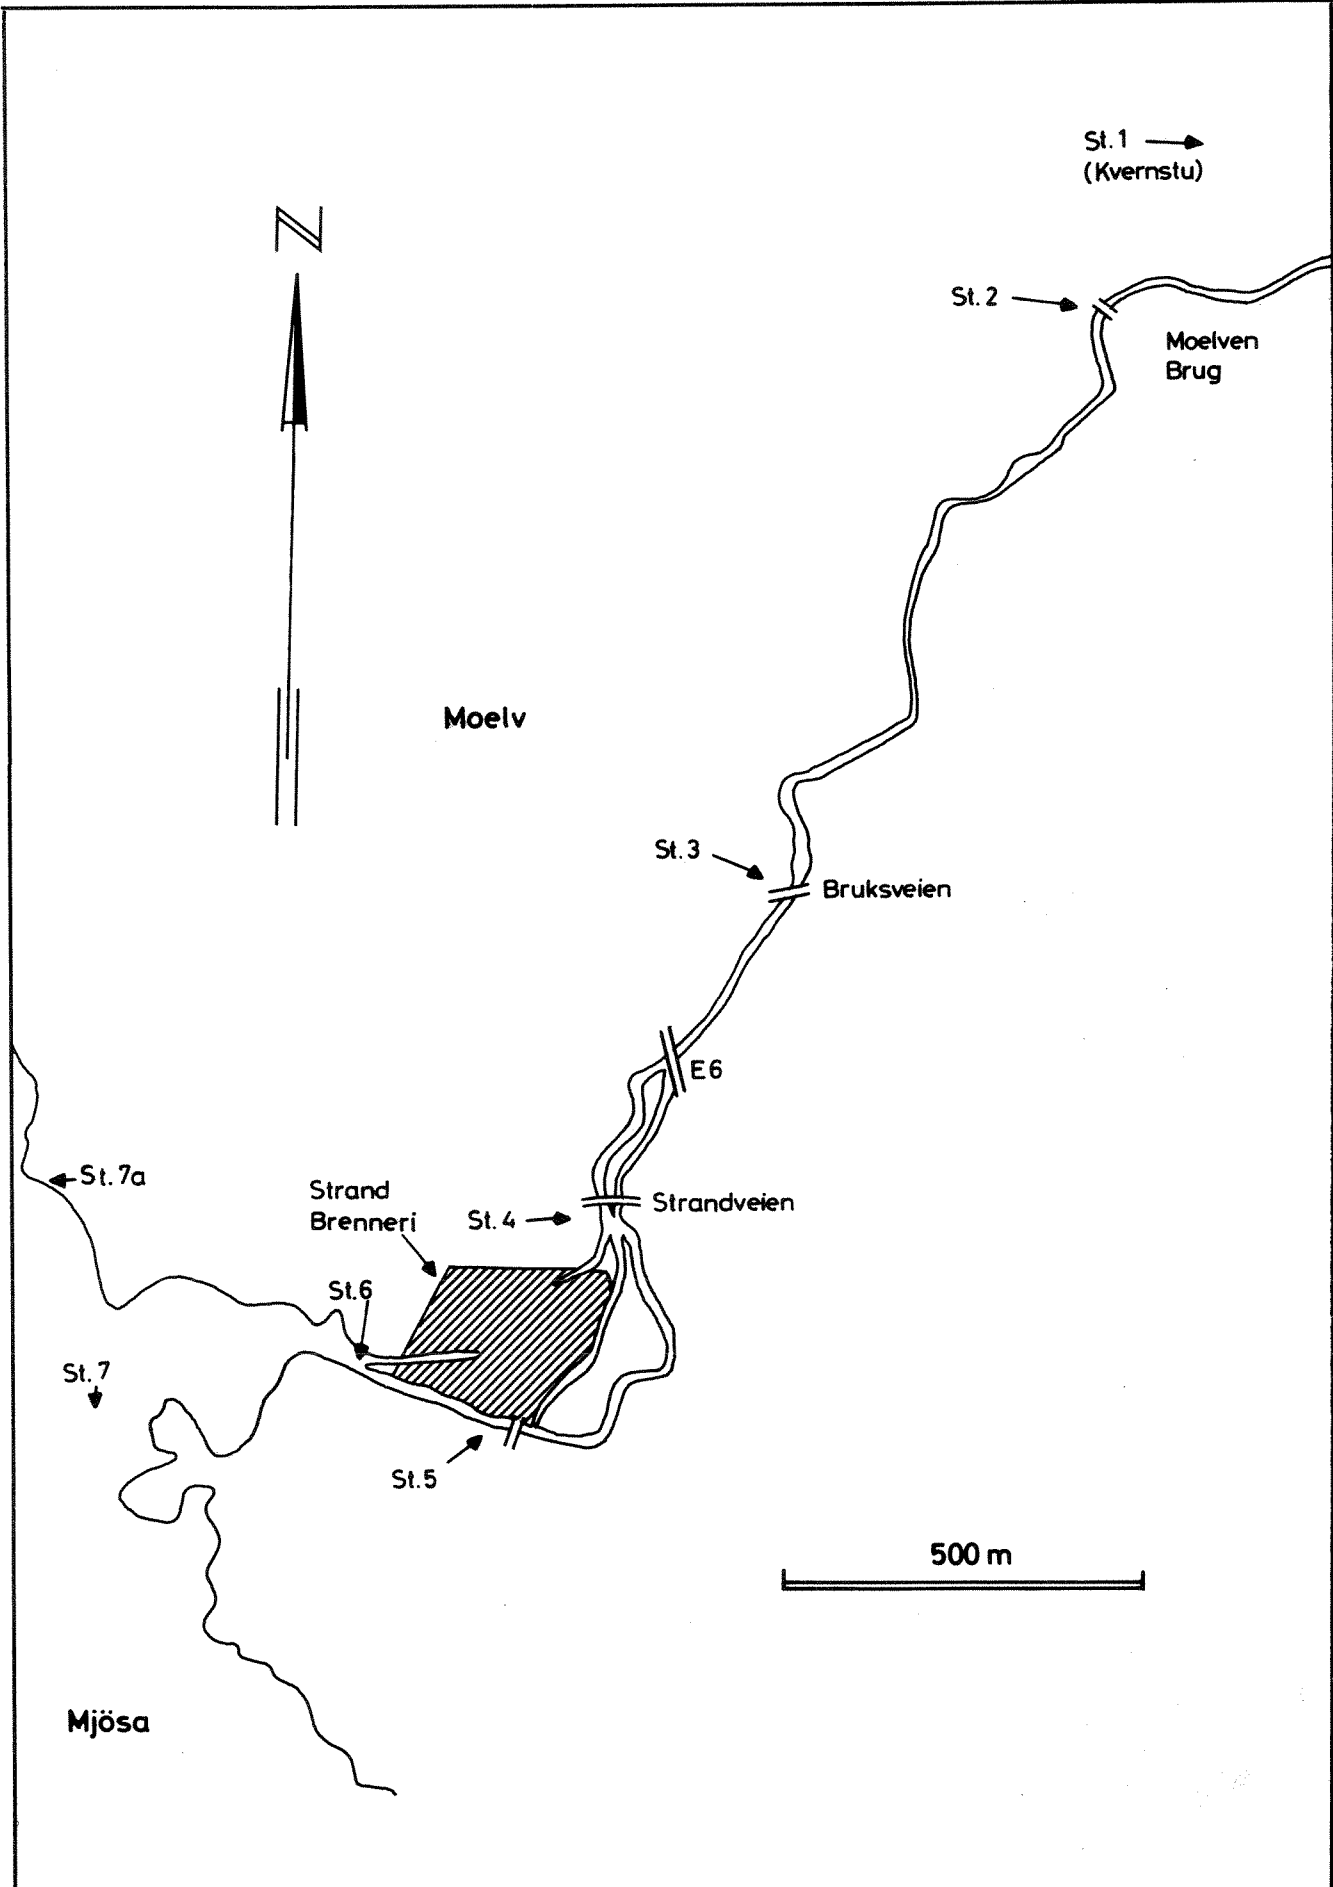 St.1
(Kvernstu)
N
St.2
Moelven
Brug
Moelv
St.3
Bruksveien
E6
St.7a
Strand
Brenneri
St.4
Strandveien
St.6
St.7
St.5
500 m
Mjösa